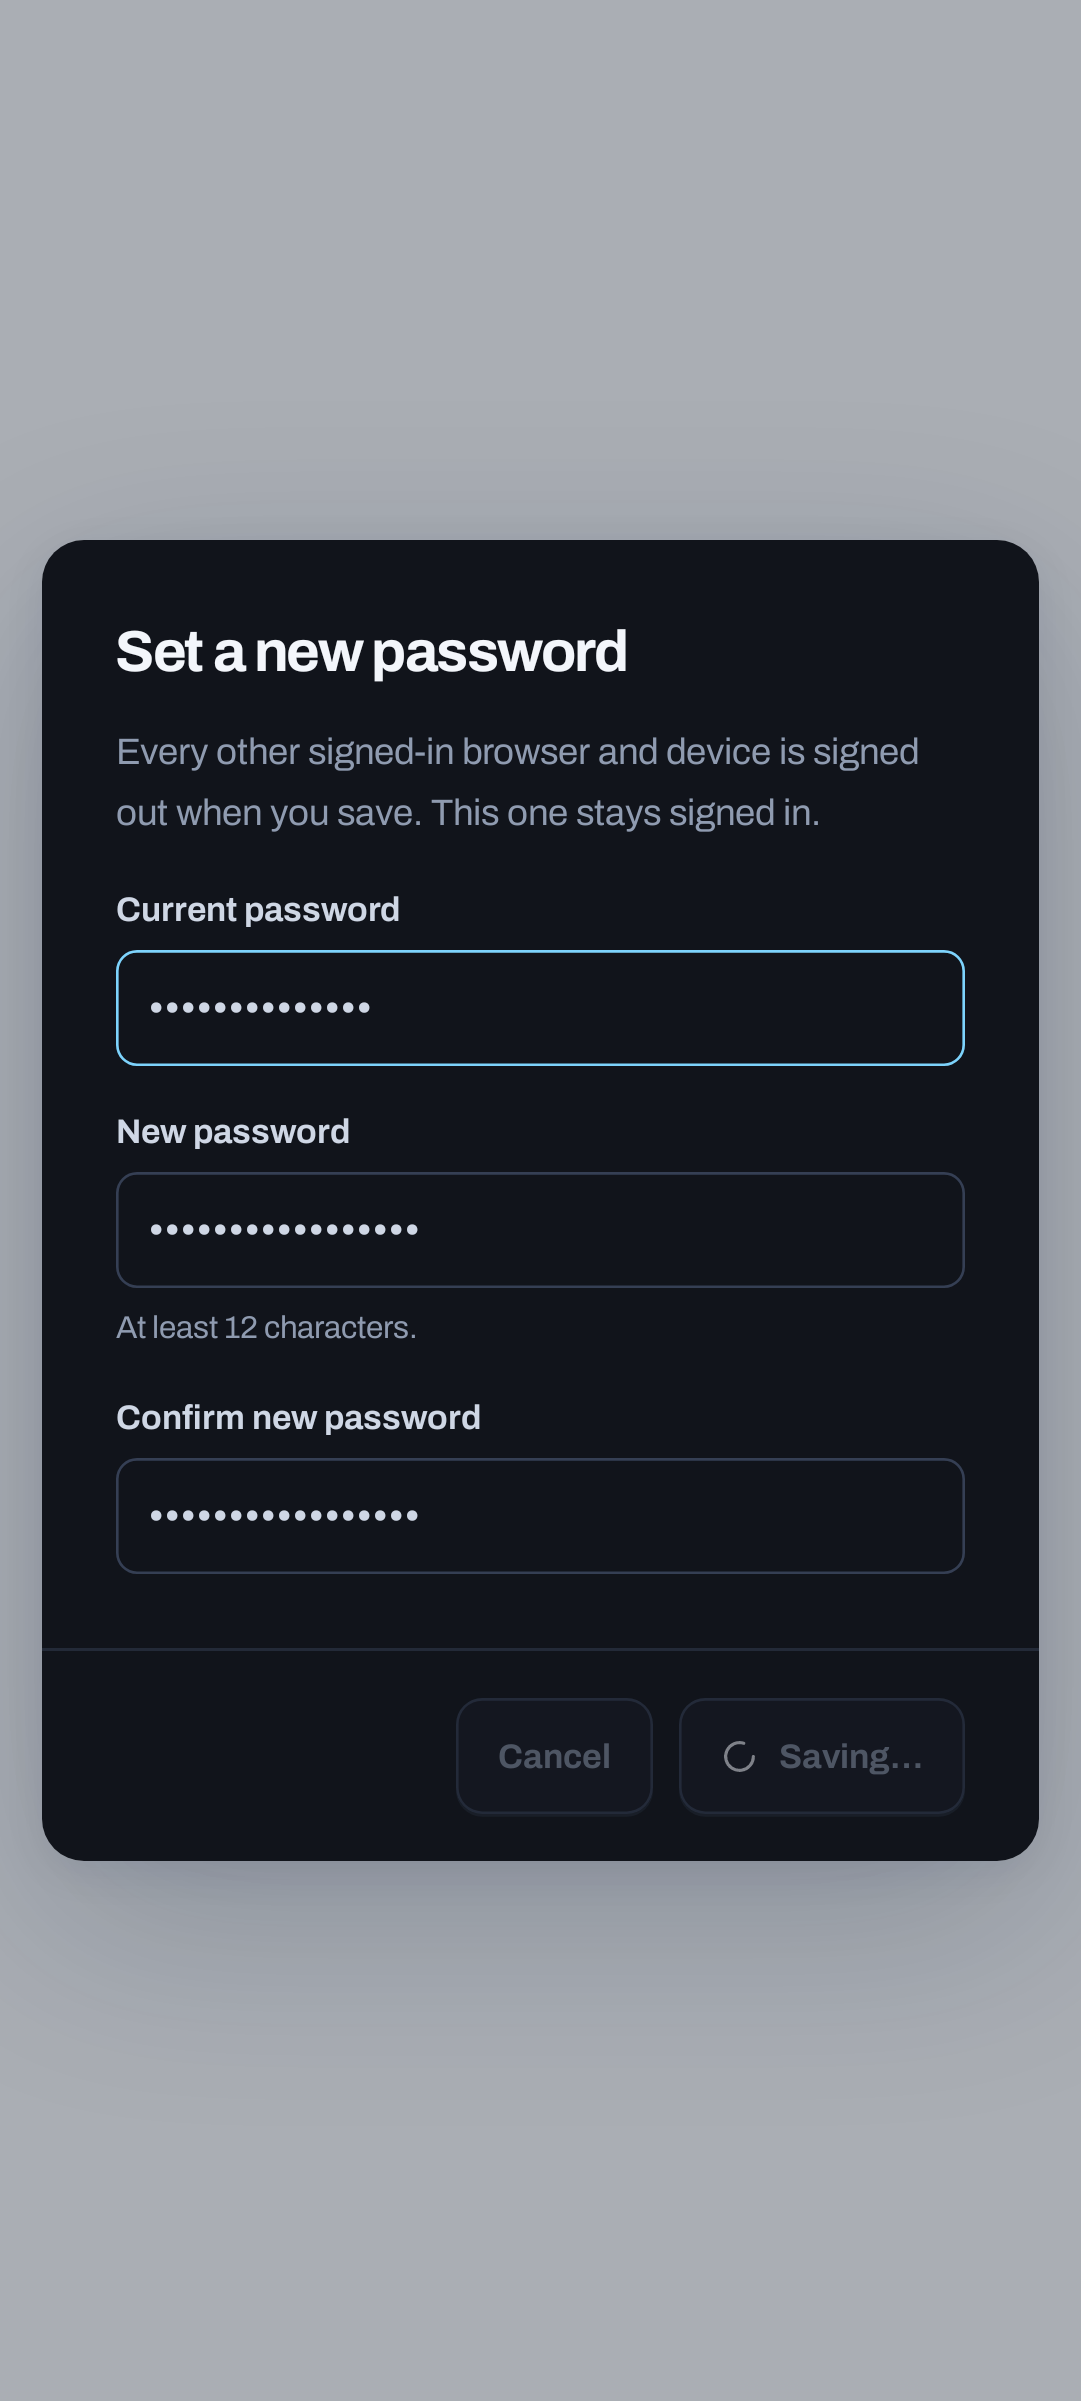 Set a new password
Every other signed-in browser and device is signed
out when you save. This one stays signed in.
Current password
••••••••••••••
New password
•••••••••••••••••
At least 12 characters.
Confirm new password
•••••••••••••••••
Cancel
Saving...